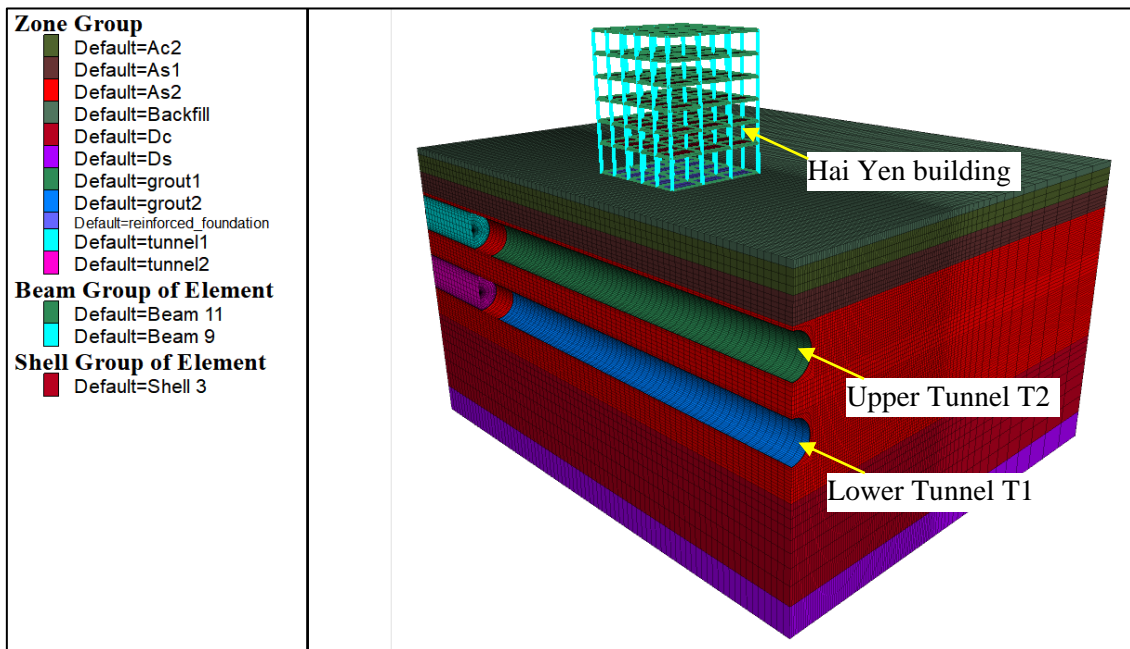 Zone Group
Default=Ac2
Default=As1
Default=As2
Default=Backfill
Default=Dc
Default=Ds
Default=grout1
Default=grout2
Default=reinforced_foundation
Default=tunnel1
Default=tunnel2
Beam Group of Element
Default=Beam 11
Default=Beam 9
Shell Group of Element
Default=Shell 3
Hai Yen building
Upper Tunnel T2
Lower Tunnel T1